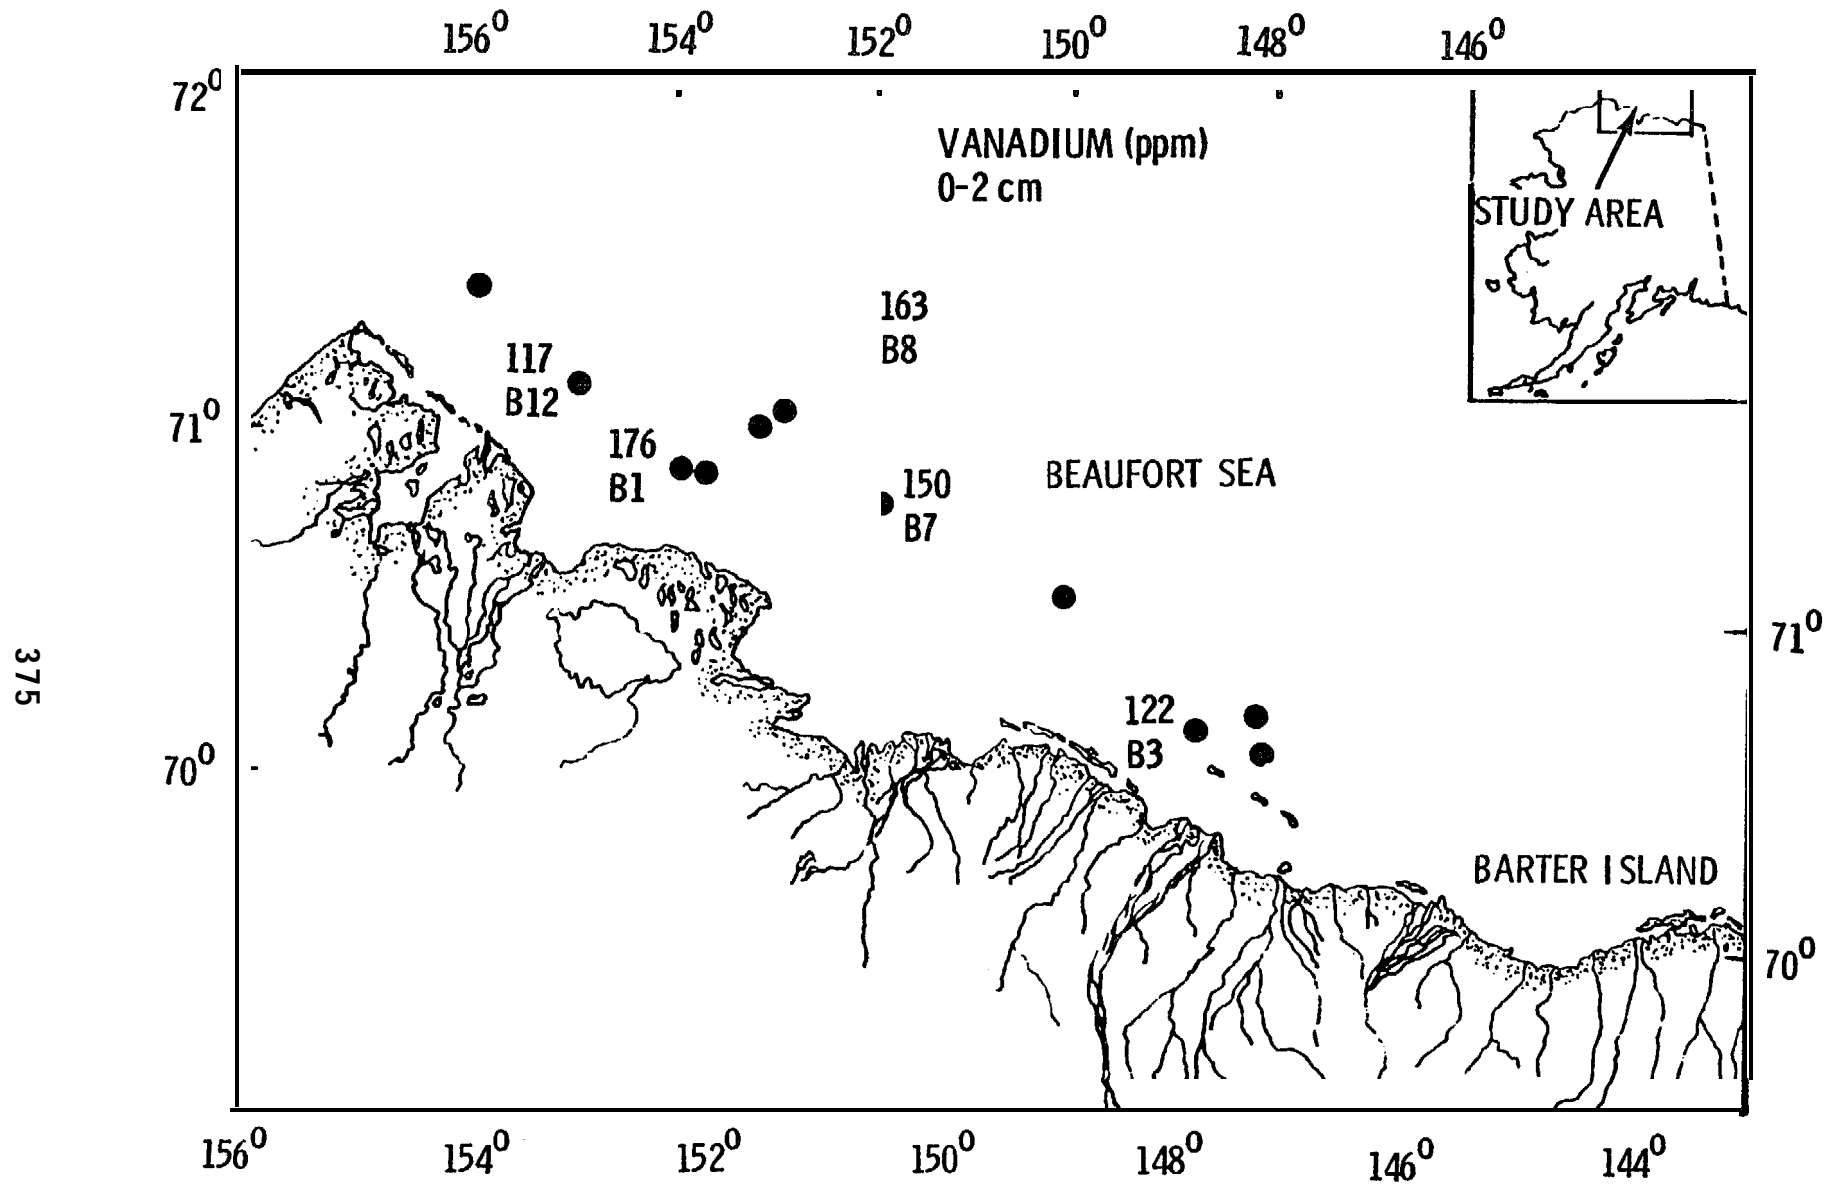 156⁰ 154⁰ 152⁰ 150⁰ 148⁰ 146⁰
72⁰
VANADIUM (ppm)
0-2 cm
STUDY AREA
163
B8
117
B12
71⁰
176
B1
BEAUFORT SEA
150
B7
71⁰
375
122
B3
70⁰
BARTER ISLAND
70⁰
156⁰ 154⁰ 152⁰ 150⁰ 148⁰ 146⁰ 144⁰